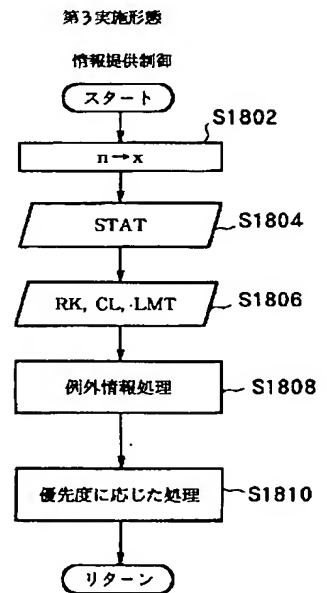 第3実施形態
情報提供制御
スタート
S1802
n→x
STAT
S1804
RK, CL, LMT
S1806
例外情報処理
S1808
優先度に応じた処理
S1810
リターン